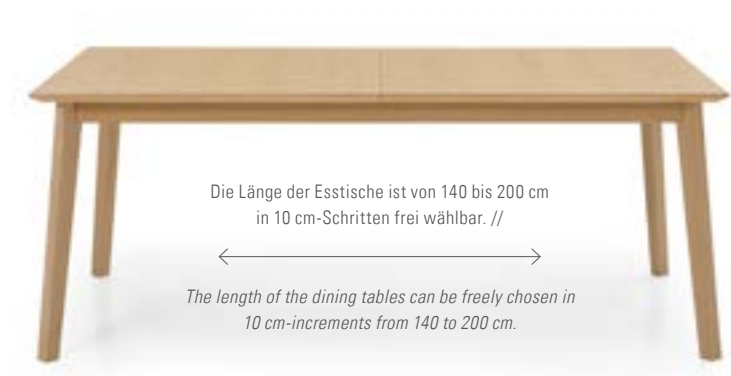 Die Länge der Esstische ist von 140 bis 200 cm
in 10 cm-Schritten frei wählbar. //
The length of the dining tables can be freely chosen in
10 cm-increments from 140 to 200 cm.